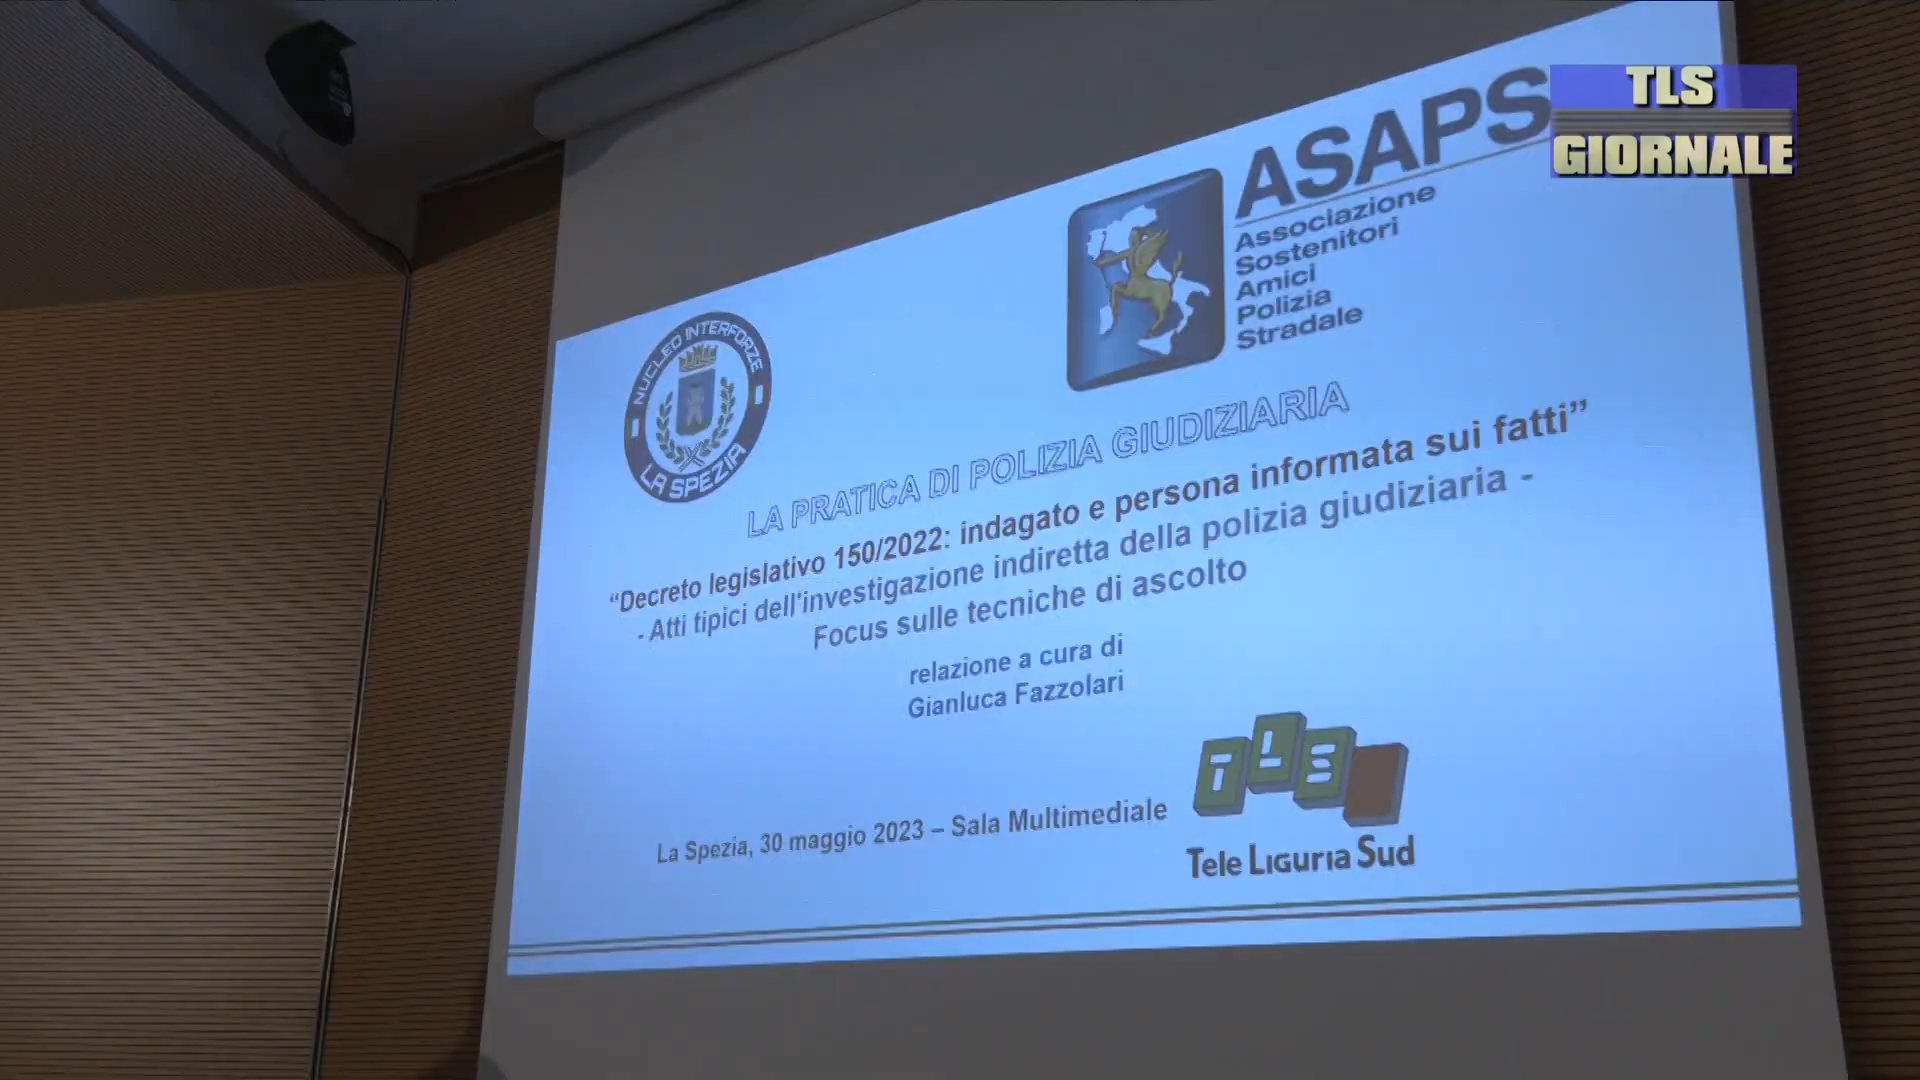 TLS
GIORNALE
ASAPS
Associazione
Sostenitori
Amici
Polizia
Stradale
NUCLEO INTERFORZE
LA SPEZIA
LA PRATICA DI POLIZIA GIUDIZIARIA
“Decreto legislativo 150/2022: indagato e persona informata sui fatti”
- Atti tipici dell'investigazione indiretta della polizia giudiziaria -
Focus sulle tecniche di ascolto
relazione a cura di
Gianluca Fazzolari
La Spezia, 30 maggio 2023 – Sala Multimediale
TLS
Tele Liguria Sud